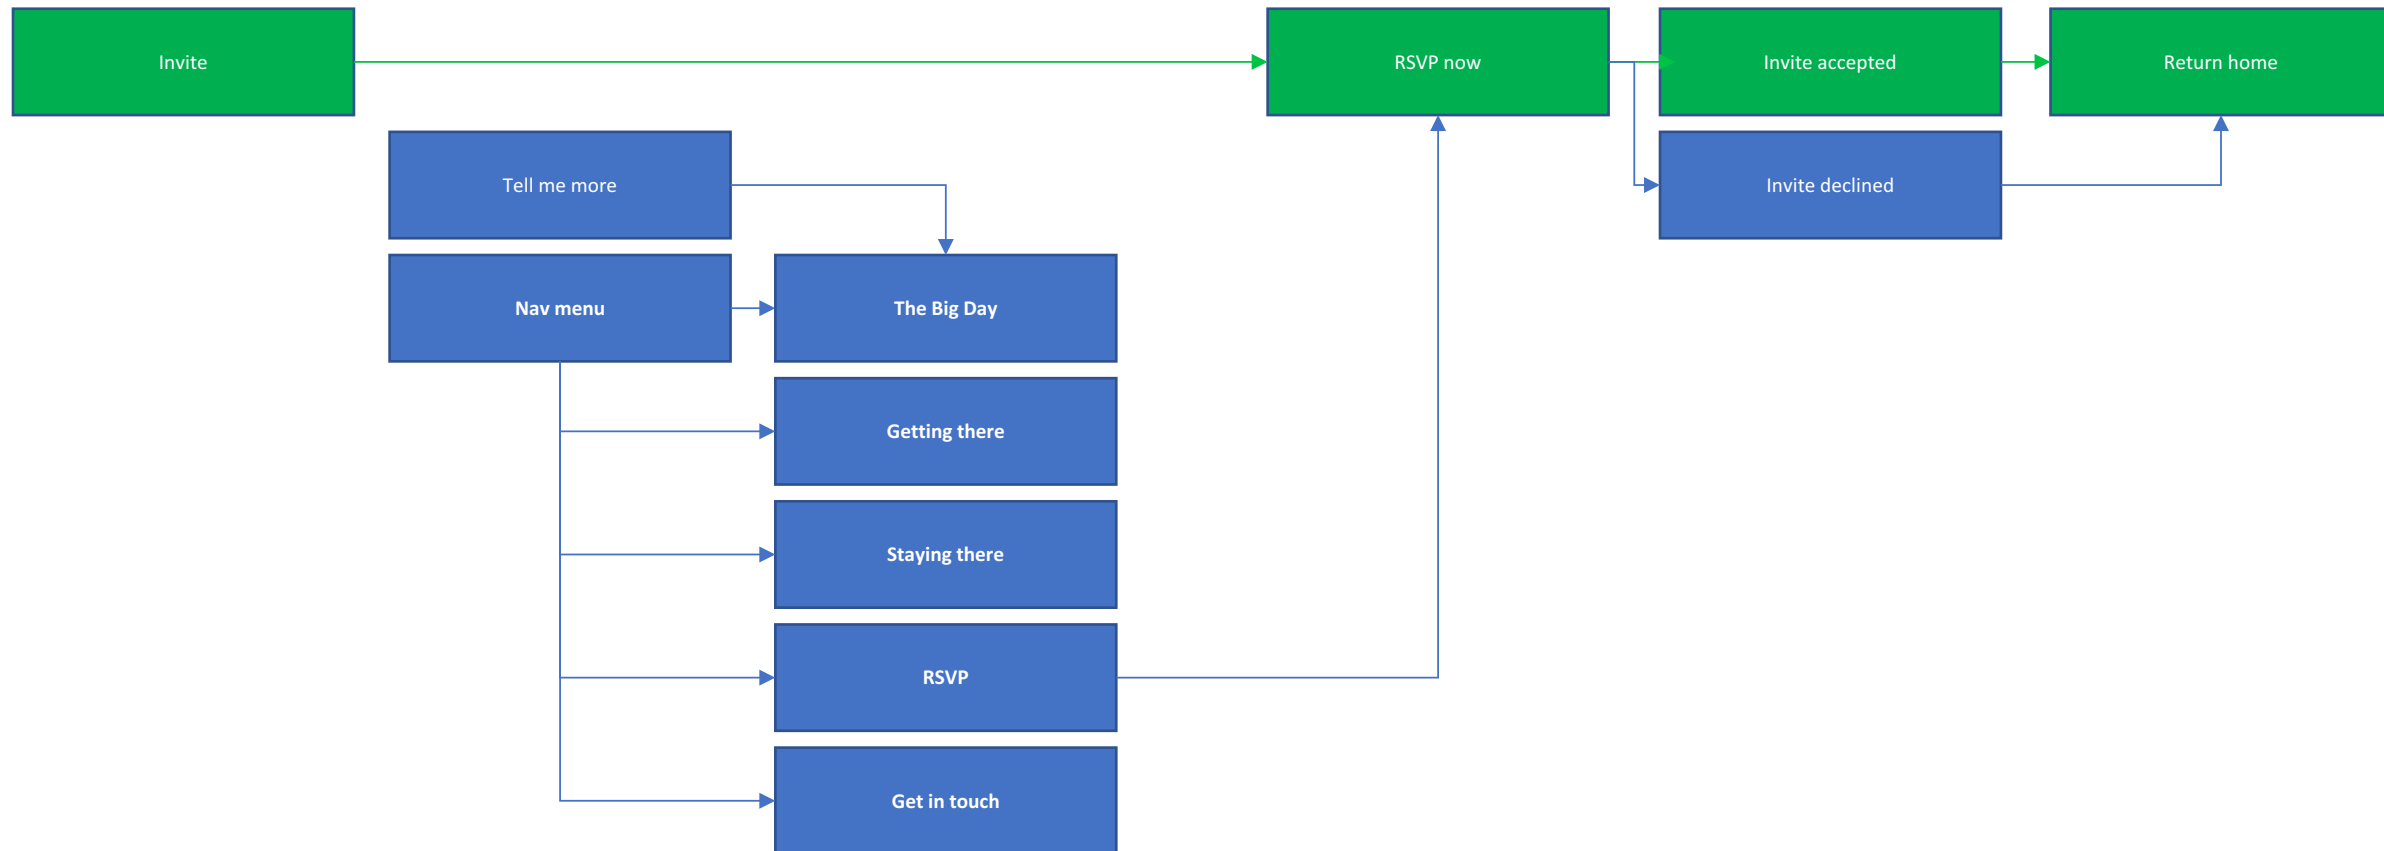 Invite
RSVP now
Invite accepted
Return home
Tell me more
Invite declined
Nav menu
The Big Day
Getting there
Staying there
RSVP
Get in touch